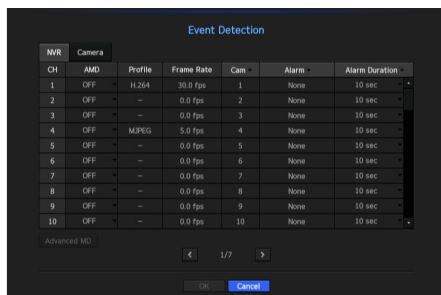 Event Detection
NVR Camera
CH AMD Profile Frame Rate Cam Alarm Alarm Duration
1 OFF H.264 30.0 fps 1 None 10 sec
2 OFF – 0.0 fps 2 None 10 sec
3 OFF – 0.0 fps 3 None 10 sec
4 OFF MJPEG 5.0 fps 4 None 10 sec
5 OFF – 0.0 fps 5 None 10 sec
6 OFF – 0.0 fps 6 None 10 sec
7 OFF – 0.0 fps 7 None 10 sec
8 OFF – 0.0 fps 8 None 10 sec
9 OFF – 0.0 fps 9 None 10 sec
10 OFF – 0.0 fps 10 None 10 sec
Advanced MD
< 1/7 >
OK Cancel